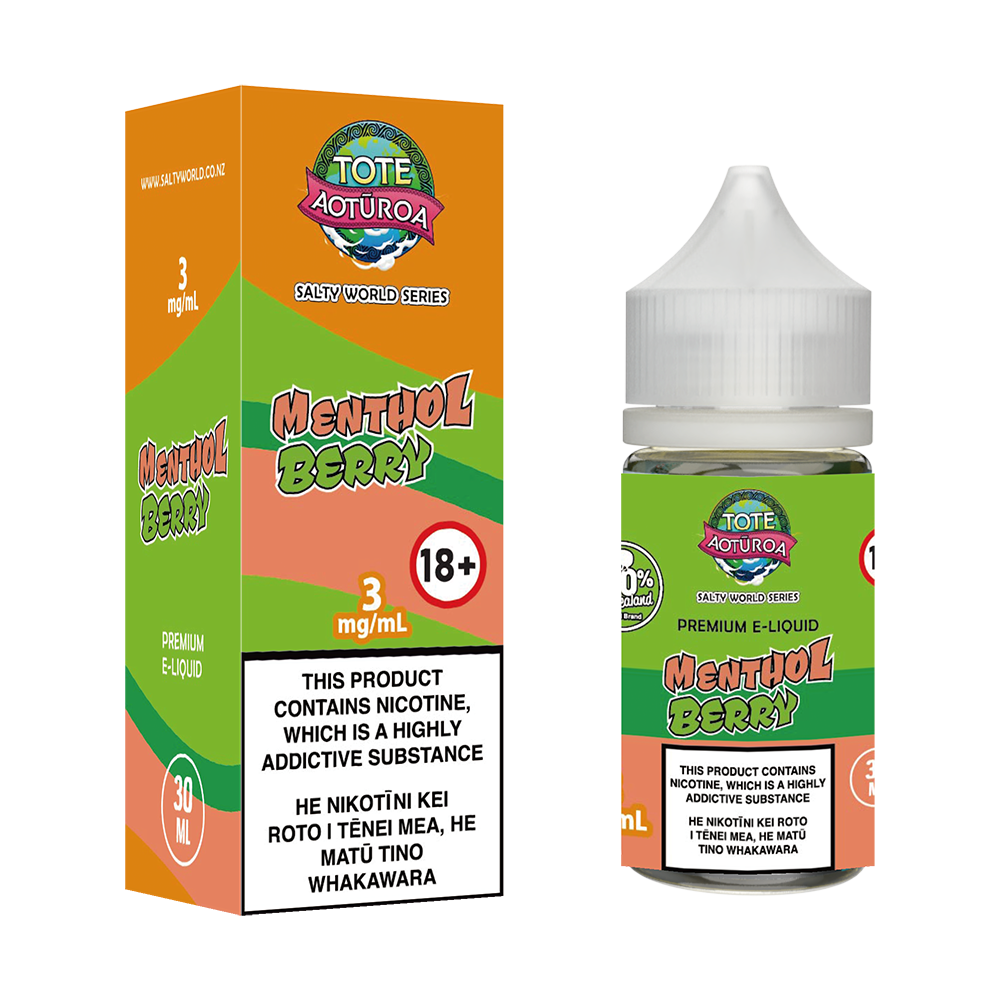 WWW.SALTYWORLD.CO.NZ
3
mg/mL
MENTHOL
BERRY
PREMIUM
E-LIQUID
30
ML
TOTE
AOTŪROA
SALTY WORLD SERIES
MENTHOL
BERRY
18+
3
mg/mL
THIS PRODUCT
CONTAINS NICOTINE,
WHICH IS A HIGHLY
ADDICTIVE SUBSTANCE
HE NIKOTĪNI KEI
ROTO I TĒNEI MEA, HE
MATŪ TINO
WHAKAWARA
TOTE
AOTŪROA
SALTY WORLD SERIES
PREMIUM E-LIQUID
MENTHOL
BERRY
Brand
mL
THIS PRODUCT CONTAINS
NICOTINE, WHICH IS A HIGHLY
ADDICTIVE SUBSTANCE
HE NIKOTĪNI KEI ROTO
I TĒNEI MEA, HE MATŪ
TINO WHAKAWARA